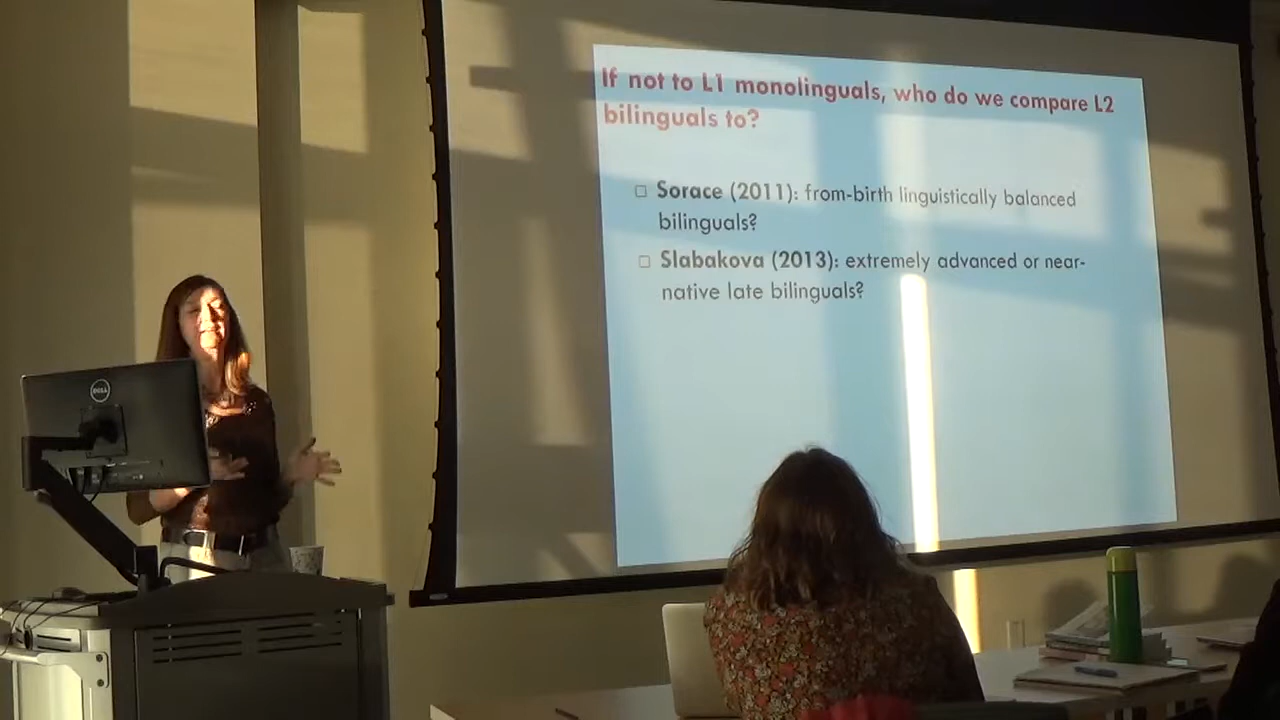 If not to L1 monolinguals, who do we compare L2
bilinguals to?
□ Sorace (2011): from-birth linguistically balanced
bilinguals?
□ Slabakova (2013): extremely advanced or near-
native late bilinguals?
DELL